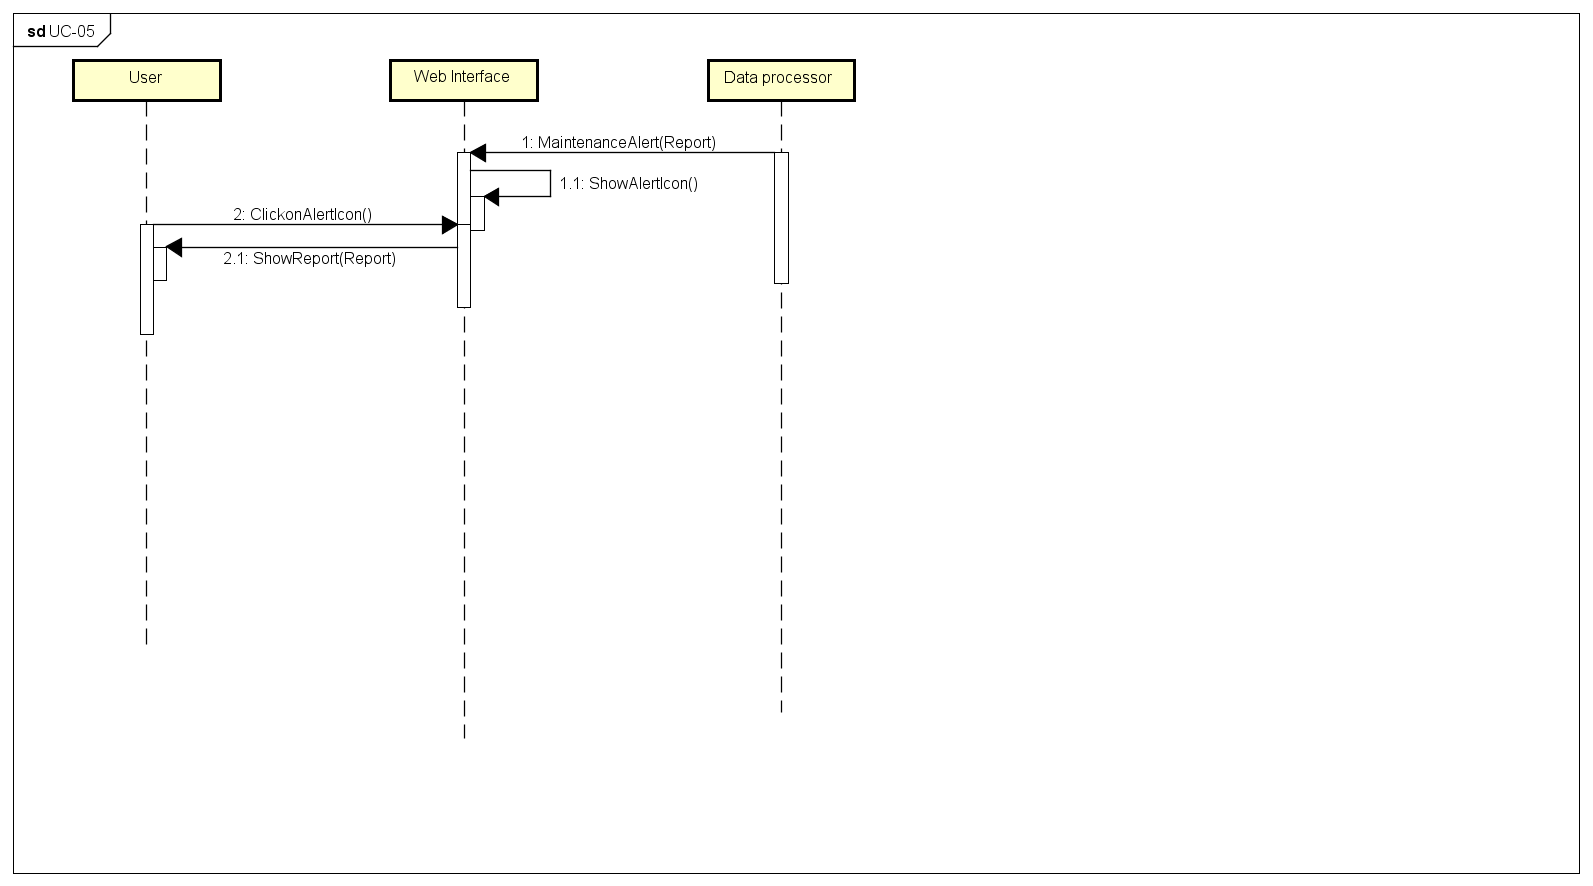 sd UC-05
User
Web Interface
Data processor
1: MaintenanceAlert(Report)
1.1: ShowAlertIcon()
2: ClickonAlertIcon()
2.1: ShowReport(Report)